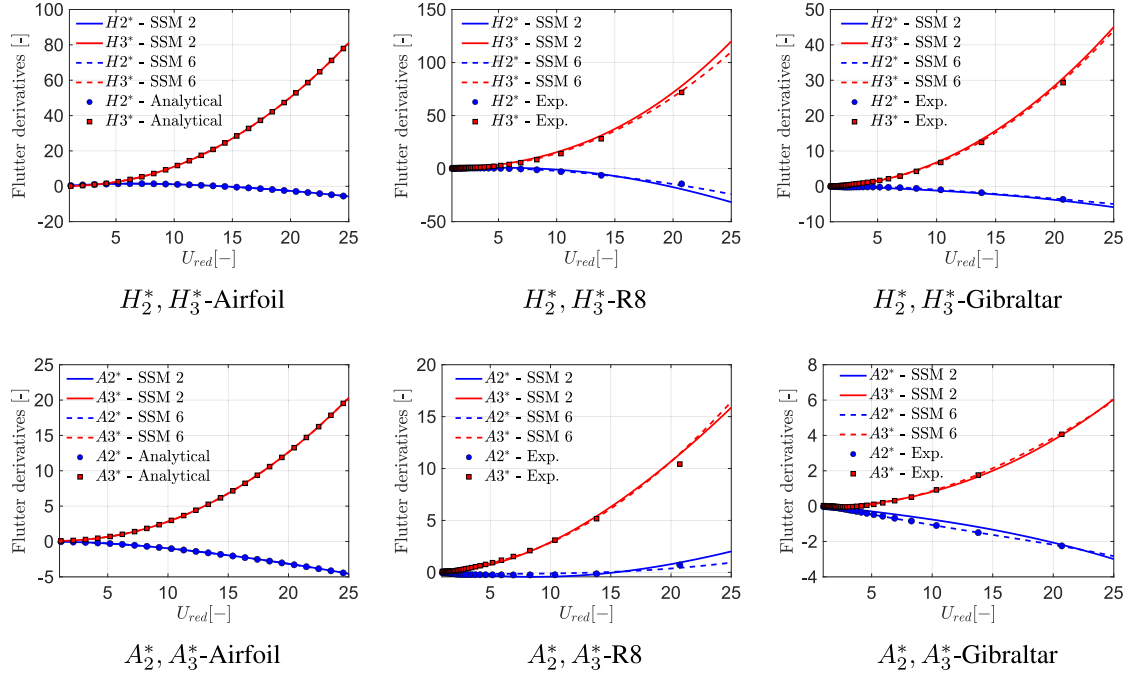 Flutter derivatives [-]
100
80
60
40
20
0
-20
5 10 15 20 25
U_red[−]
H2* - SSM 2
H3* - SSM 2
H2* - SSM 6
H3* - SSM 6
H2* - Analytical
H3* - Analytical
H₂*, H₃*-Airfoil
Flutter derivatives [-]
150
100
50
0
-50
5 10 15 20 25
U_red[−]
H2* - SSM 2
H3* - SSM 2
H2* - SSM 6
H3* - SSM 6
H2* - Exp.
H3* - Exp.
H₂*, H₃*-R8
Flutter derivatives [-]
50
40
30
20
10
0
-10
5 10 15 20 25
U_red[−]
H2* - SSM 2
H3* - SSM 2
H2* - SSM 6
H3* - SSM 6
H2* - Exp.
H3* - Exp.
H₂*, H₃*-Gibraltar
Flutter derivatives [-]
25
20
15
10
5
0
-5
5 10 15 20 25
U_red[−]
A2* - SSM 2
A3* - SSM 2
A2* - SSM 6
A3* - SSM 6
A2* - Analytical
A3* - Analytical
A₂*, A₃*-Airfoil
Flutter derivatives [-]
20
15
10
5
0
5 10 15 20 25
U_red[−]
A2* - SSM 2
A3* - SSM 2
A2* - SSM 6
A3* - SSM 6
A2* - Exp.
A3* - Exp.
A₂*, A₃*-R8
Flutter derivatives [-]
8
6
4
2
0
-2
-4
5 10 15 20 25
U_red[−]
A2* - SSM 2
A3* - SSM 2
A2* - SSM 6
A3* - SSM 6
A2* - Exp.
A3* - Exp.
A₂*, A₃*-Gibraltar